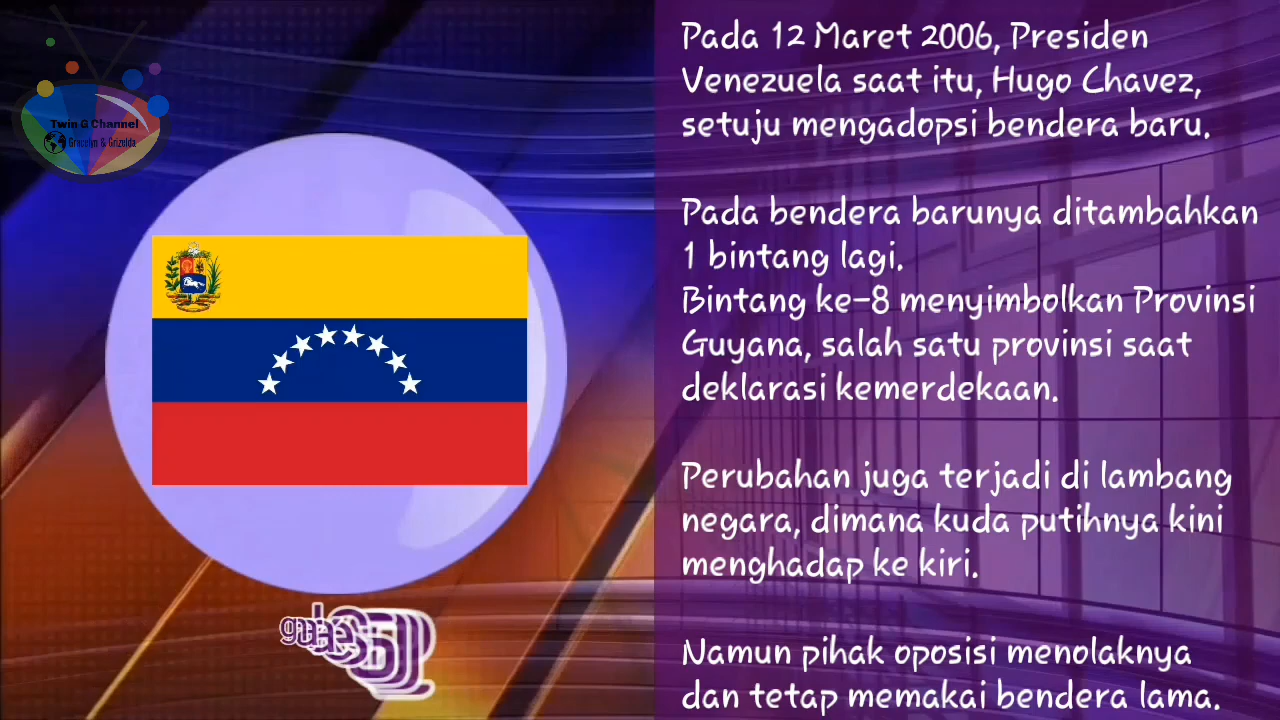 Twin G Channel
Gracelyn & Grizelda
Pada 12 Maret 2006, Presiden
Venezuela saat itu, Hugo Chavez,
setuju mengadopsi bendera baru.
Pada bendera barunya ditambahkan
1 bintang lagi.
Bintang ke-8 menyimbolkan Provinsi
Guyana, salah satu provinsi saat
deklarasi kemerdekaan.
Perubahan juga terjadi di lambang
negara, dimana kuda putihnya kini
menghadap ke kiri.
Namun pihak oposisi menolaknya
dan tetap memakai bendera lama.